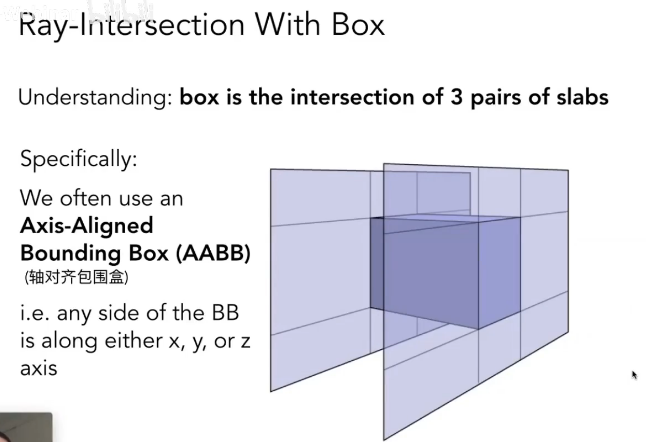 Ray-Intersection With Box
Understanding: box is the intersection of 3 pairs of slabs
Specifically:
We often use an
Axis-Aligned
Bounding Box (AABB)
(轴对齐包围盒)
i.e. any side of the BB
is along either x, y, or z
axis